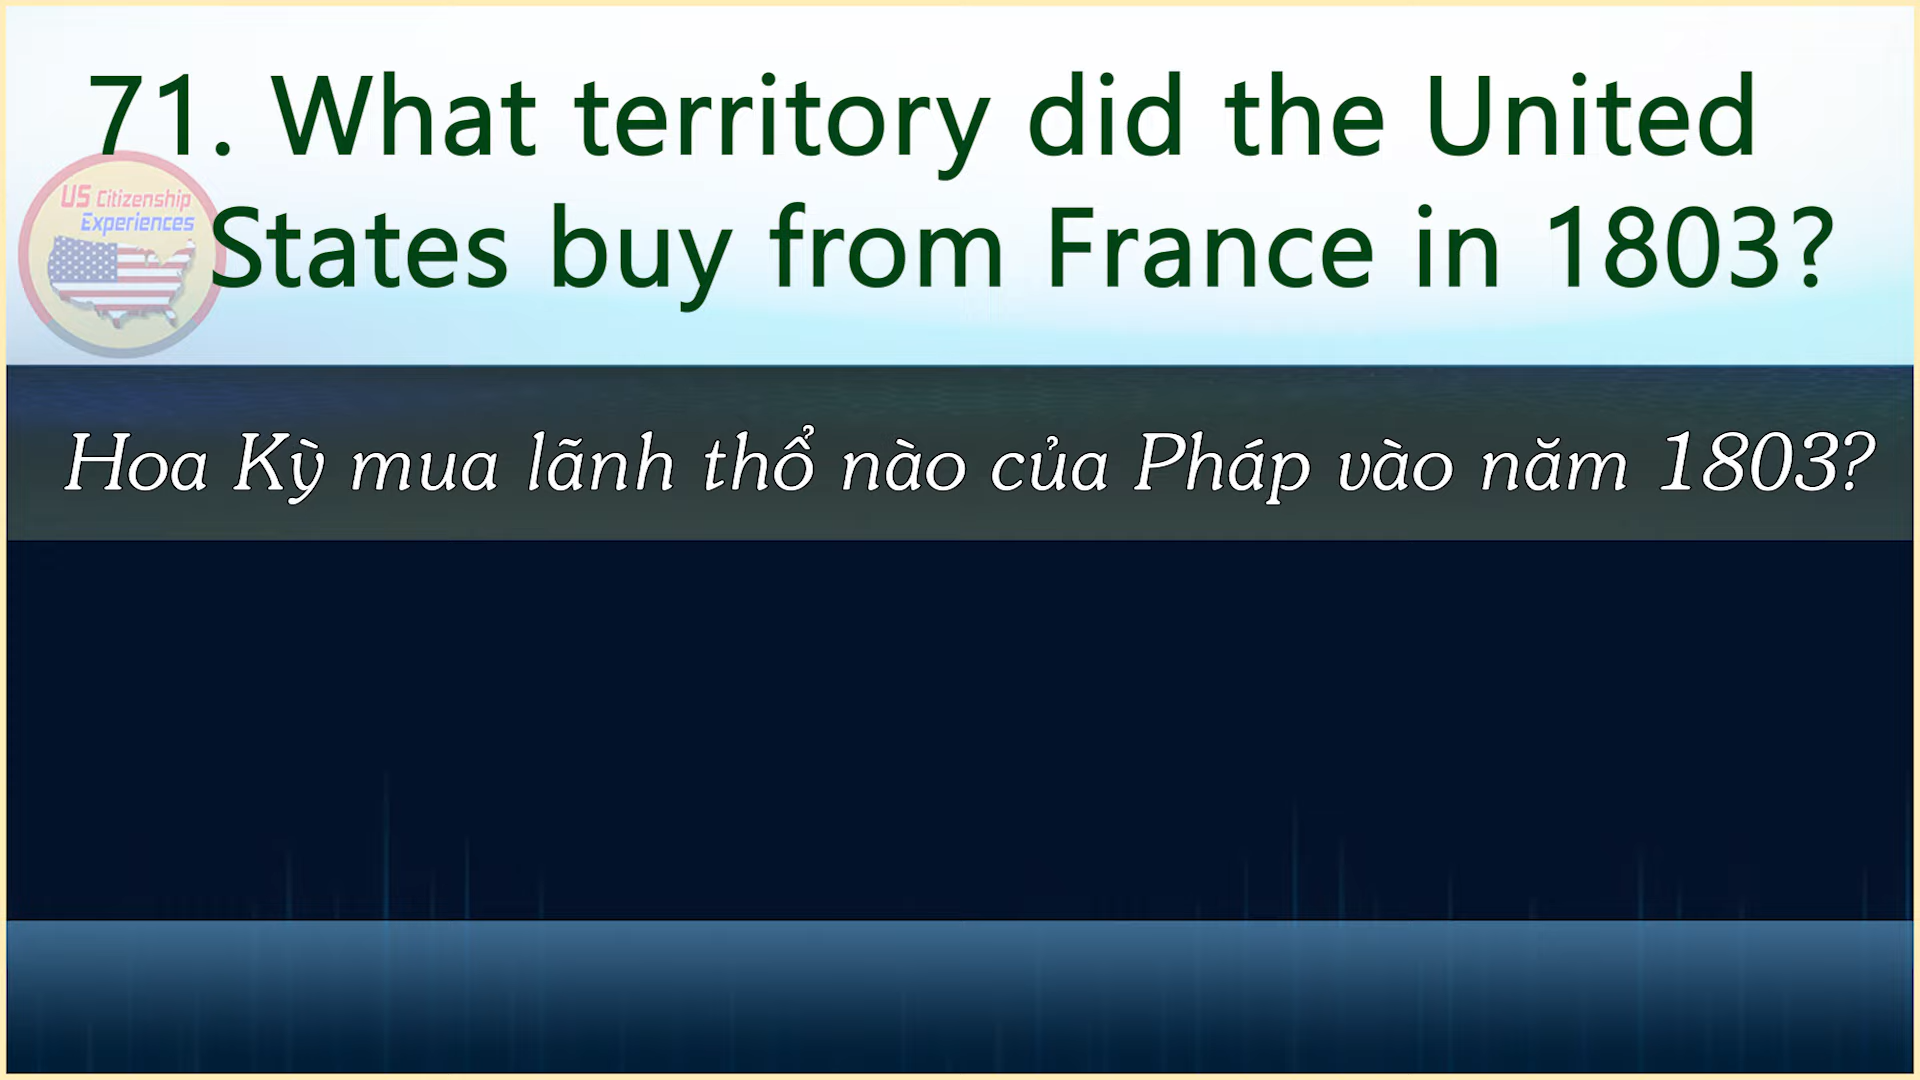 71. What territory did the United
States buy from France in 1803?
US Citizenship
Experiences
Hoa Kỳ mua lãnh thổ nào của Pháp vào năm 1803?